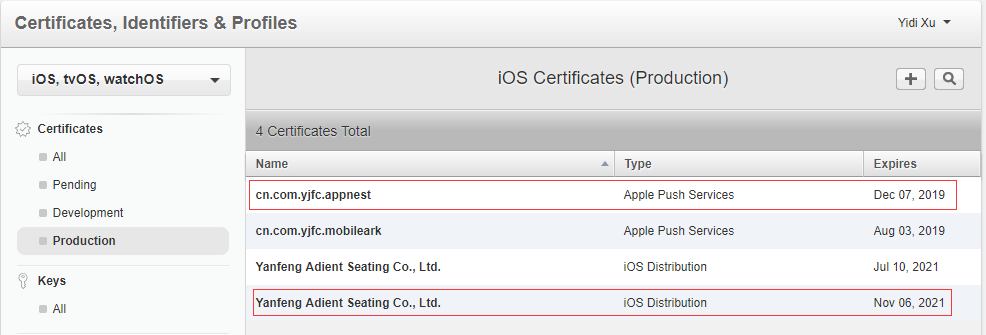 Certificates, Identifiers & Profiles
Yidi Xu
iOS, tvOS, watchOS
iOS Certificates (Production)
Certificates
4 Certificates Total
All
Name Type Expires
Pending
cn.com.yjfc.appnest Apple Push Services Dec 07, 2019
Development
cn.com.yjfc.mobileark Apple Push Services Aug 03, 2019
Production
Yanfeng Adient Seating Co., Ltd. iOS Distribution Jul 10, 2021
Keys
Yanfeng Adient Seating Co., Ltd. iOS Distribution Nov 06, 2021
All